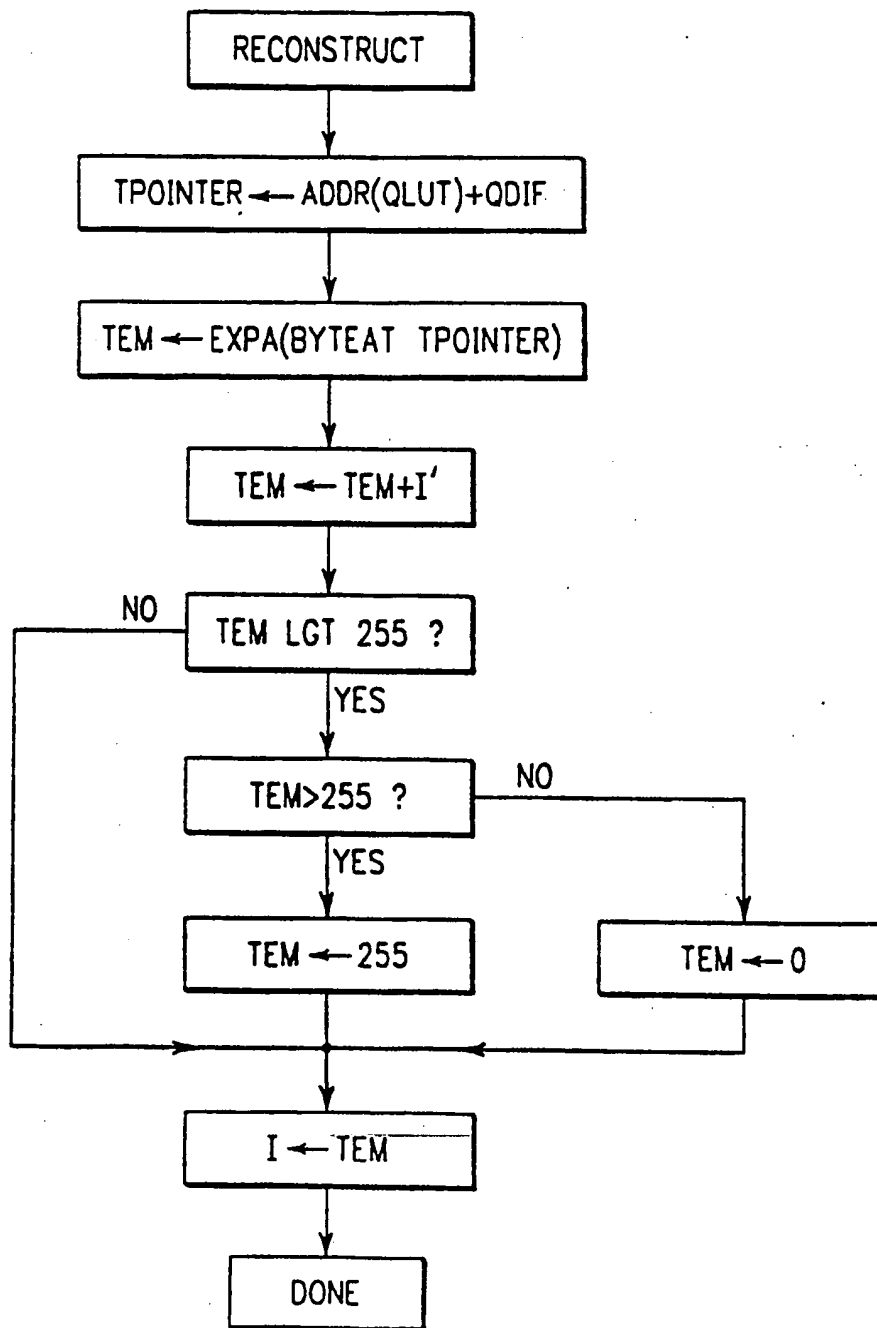 RECONSTRUCT
TPOINTER ← ADDR(QLUT)+QDIF
TEM ← EXPA(BYTEAT TPOINTER)
TEM ← TEM+I'
NO
TEM LGT 255 ?
YES
TEM>255 ?
NO
YES
TEM ← 255
TEM ← 0
I ← TEM
DONE